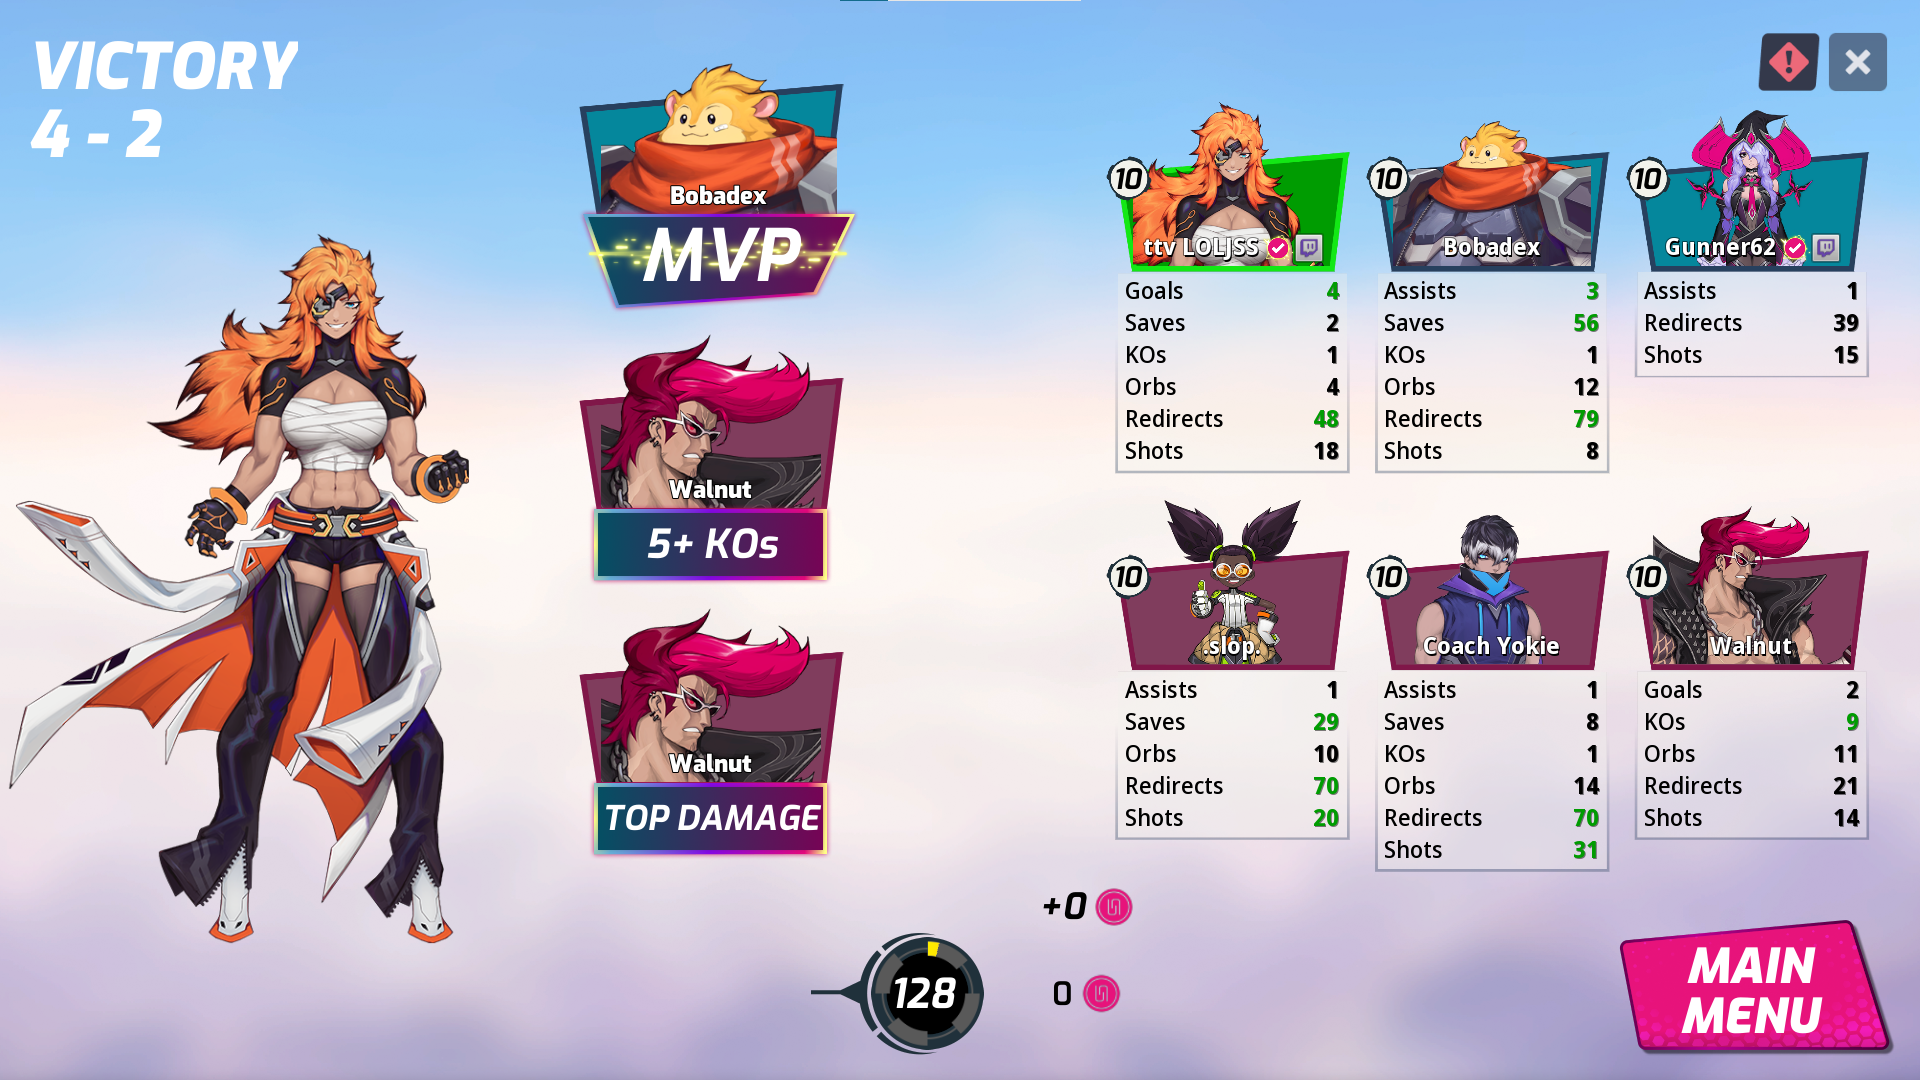 VICTORY
4 - 2
Bobadex
MVP
Walnut
5+ KOs
Walnut
TOP DAMAGE
10
ttv LOLJSS
Goals 4
Saves 2
KOs 1
Orbs 4
Redirects 48
Shots 18
10
Bobadex
Assists 3
Saves 56
KOs 1
Orbs 12
Redirects 79
Shots 8
10
Gunner62
Assists 1
Redirects 39
Shots 15
10
.slop.
Assists 1
Saves 29
Orbs 10
Redirects 70
Shots 20
10
Coach Yokie
Assists 1
Saves 8
KOs 1
Orbs 14
Redirects 70
Shots 31
10
Walnut
Goals 2
KOs 9
Orbs 11
Redirects 21
Shots 14
+0
128
0
MAIN
MENU